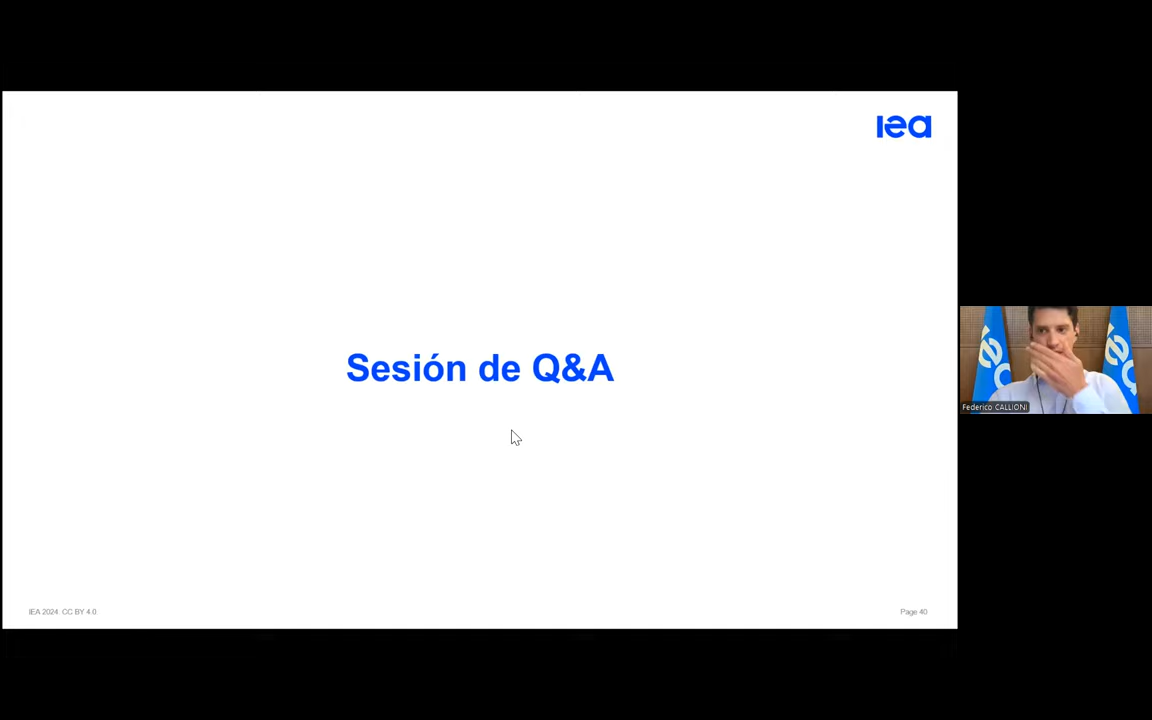 iea
Sesión de Q&A
Federico CALLIONI
IEA 2024 CC BY 4.0
Page 40